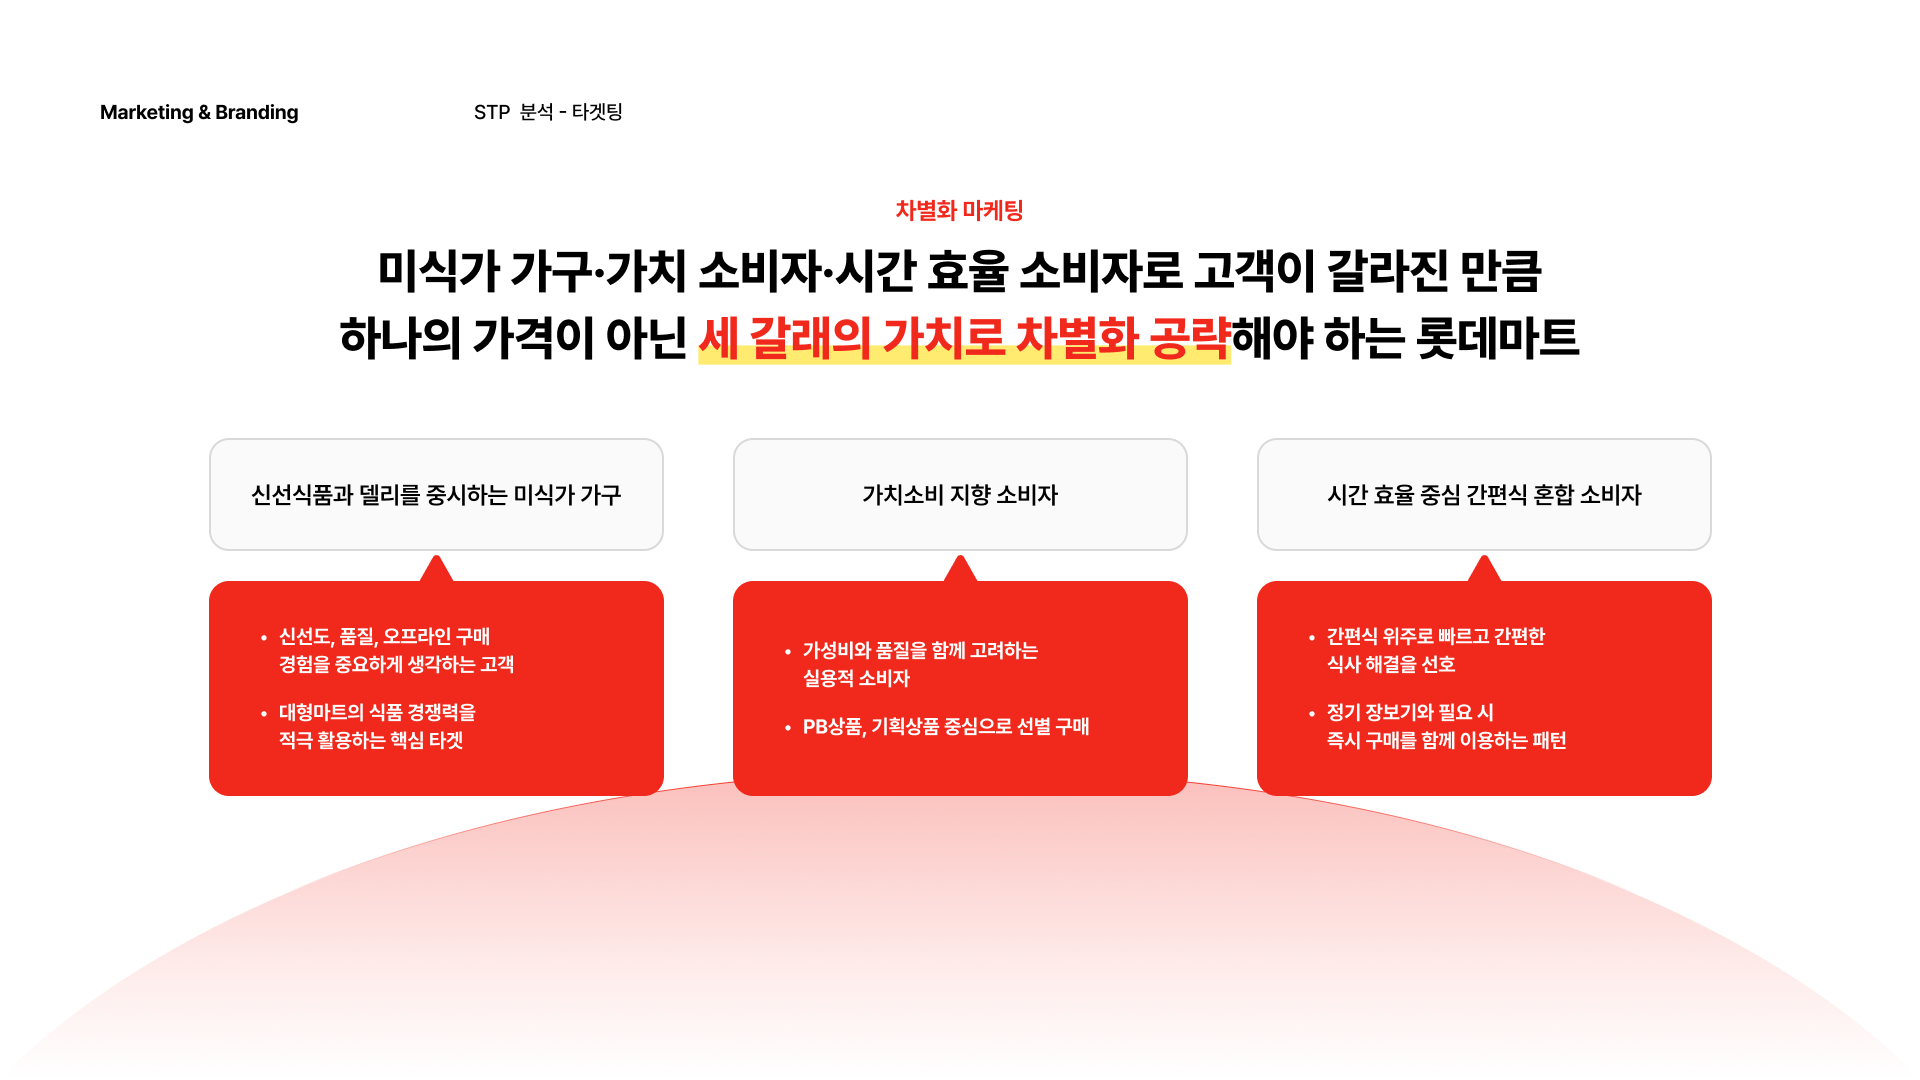 Marketing & Branding
STP 분석 - 타겟팅
차별화 마케팅
미식가 가구·가치 소비자·시간 효율 소비자로 고객이 갈라진 만큼
하나의 가격이 아닌 세 갈래의 가치로 차별화 공략해야 하는 롯데마트
신선식품과 델리를 중시하는 미식가 가구
• 신선도, 품질, 오프라인 구매
경험을 중요하게 생각하는 고객
• 대형마트의 식품 경쟁력을
적극 활용하는 핵심 타겟
가치소비 지향 소비자
• 가성비와 품질을 함께 고려하는
실용적 소비자
• PB상품, 기획상품 중심으로 선별 구매
시간 효율 중심 간편식 혼합 소비자
• 간편식 위주로 빠르고 간편한
식사 해결을 선호
• 정기 장보기와 필요 시
즉시 구매를 함께 이용하는 패턴